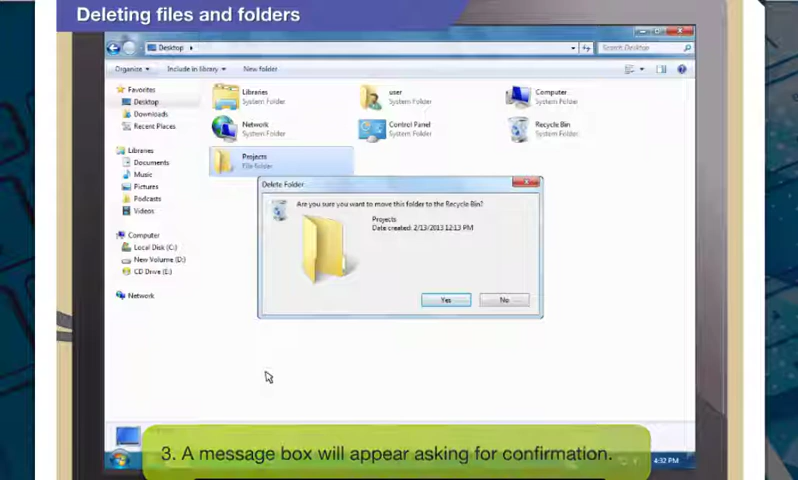 Deleting files and folders
Desktop
Search Desktop
Organize
Include in library
New folder
Favorites
Desktop
Downloads
Recent Places
Libraries
Documents
Music
Pictures
Podcasts
Videos
Computer
Local Disk (C:)
New Volume (D:)
CD Drive (E:)
Network
Libraries
System Folder
user
System Folder
Computer
System Folder
Network
System Folder
Control Panel
System Folder
Recycle Bin
System Folder
Projects
File folder
Delete Folder
Are you sure you want to move this folder to the Recycle Bin?
Projects
Date created: 2/13/2013 12:13 PM
Yes
No
3. A message box will appear asking for confirmation.
4:32 PM